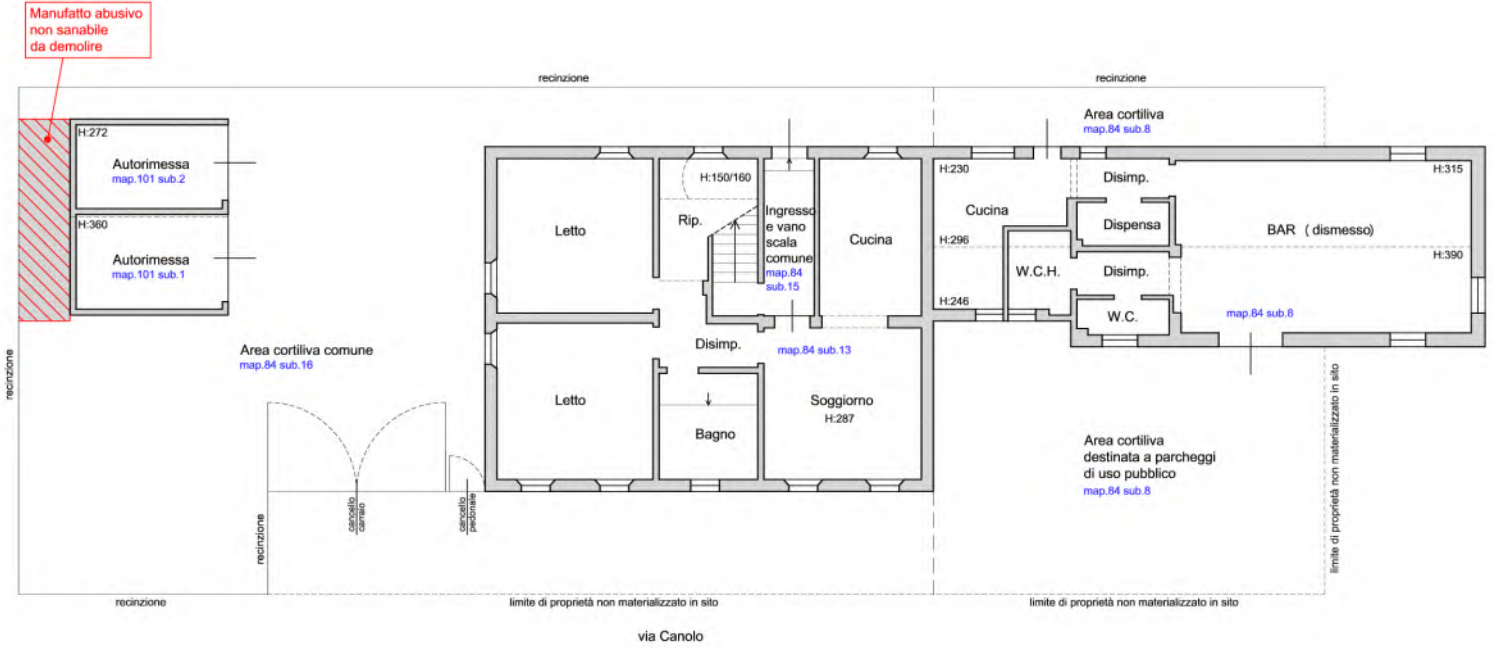 Manufatto abusivo
non sanabile
da demolire
recinzione
recinzione
H:272
Autorimessa
map.101 sub.2
H:360
Autorimessa
map.101 sub.1
Area cortiliva
map.84 sub.8
Letto
H:150/160
Rip.
Ingresso
e vano
scala
comune
map.84
sub.15
Cucina
H:230
Cucina
H:296
H:246
W.C.H.
Disimp.
Dispensa
Disimp.
W.C.
H:315
BAR ( dismesso)
H:390
map.84 sub.8
Area cortiliva comune
map.84 sub.16
Letto
Disimp.
map.84 sub.13
Bagno
Soggiorno
H:287
Area cortiliva
destinata a parcheggi
di uso pubblico
map.84 sub.8
recinzione
recinzione
cancello
carraio
cancello
pedonale
limite di proprietà non materializzato in sito
recinzione
limite di proprietà non materializzato in sito
limite di proprietà non materializzato in sito
via Canolo